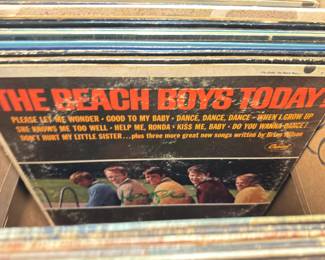 THE BEACH BOYS TODAY!
PLEASE LET ME WONDER · GOOD TO MY BABY · DANCE, DANCE, DANCE · WHEN I GROW UP
SHE KNOWS ME TOO WELL · HELP ME, RONDA · KISS ME, BABY · DO YOU WANNA DANCE?
DON'T HURT MY LITTLE SISTER...plus three more great new songs written by Brian Wilson
Capitol